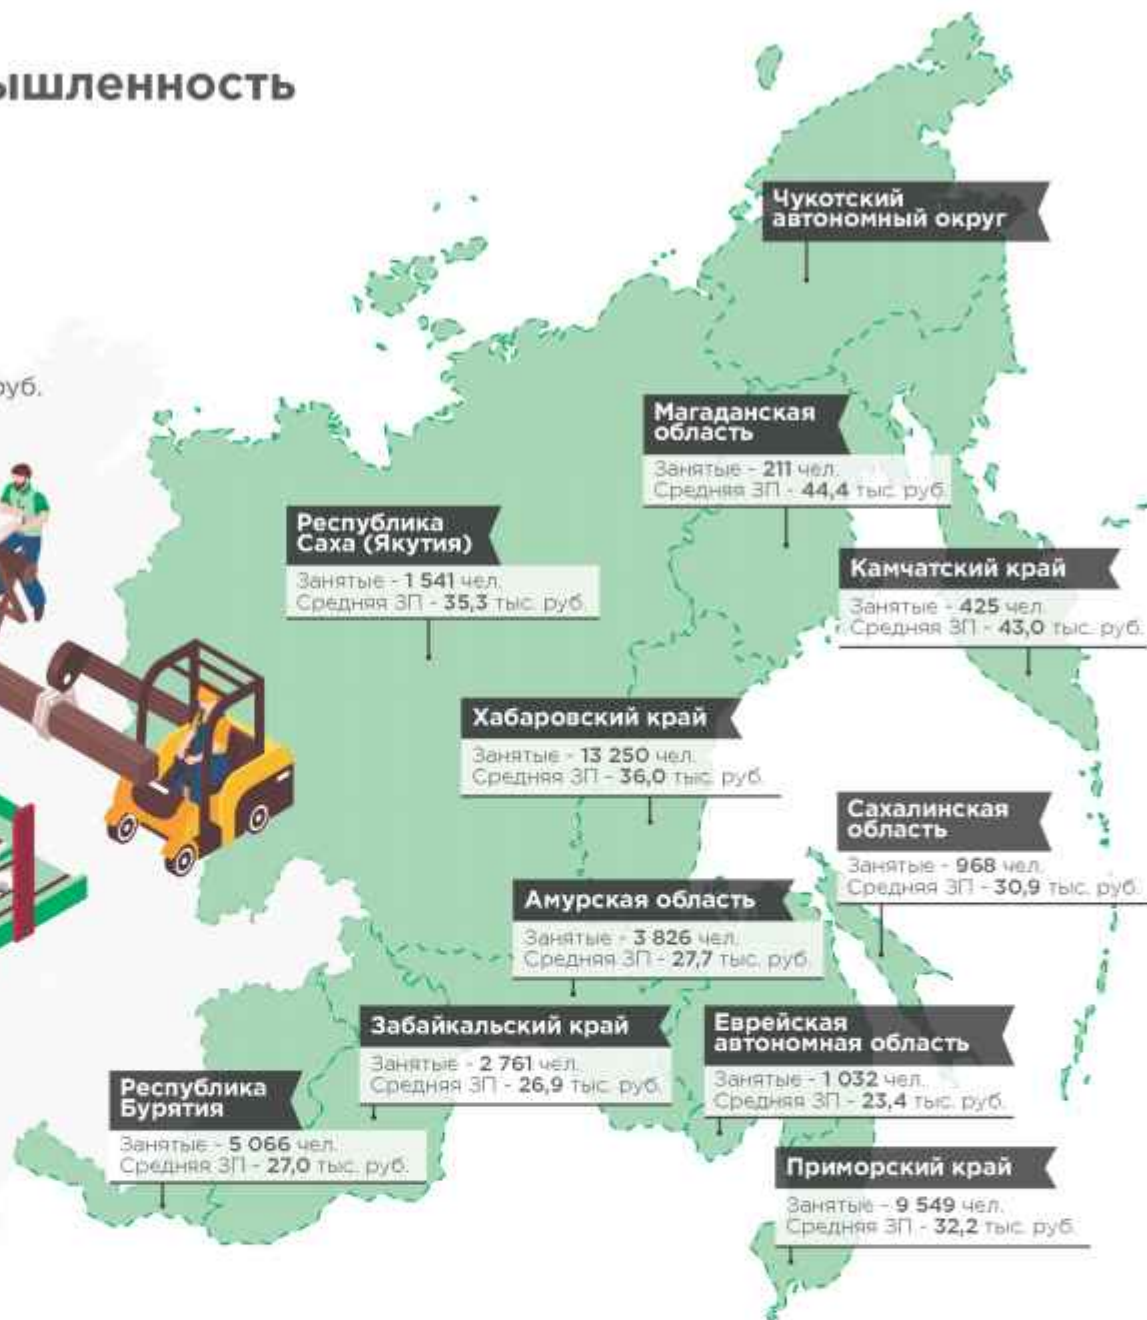 ышленность
руб.
Чукотский
автономный округ
Магаданская
область
Занятые - 211 чел.
Средняя ЗП - 44,4 тыс. руб.
Республика
Саха (Якутия)
Занятые - 1 541 чел.
Средняя ЗП - 35,3 тыс. руб.
Камчатский край
Занятые - 425 чел.
Средняя ЗП - 43,0 тыс. руб.
Хабаровский край
Занятые - 13 250 чел.
Средняя ЗП - 36,0 тыс. руб.
Сахалинская
область
Занятые - 968 чел.
Средняя ЗП - 30,9 тыс. руб.
Амурская область
Занятые - 3 826 чел.
Средняя ЗП - 27,7 тыс. руб.
Забайкальский край
Занятые - 2 761 чел.
Средняя ЗП - 26,9 тыс. руб.
Еврейская
автономная область
Занятые - 1 032 чел.
Средняя ЗП - 23,4 тыс. руб.
Республика
Бурятия
Занятые - 5 066 чел.
Средняя ЗП - 27,0 тыс. руб.
Приморский край
Занятые - 9 549 чел.
Средняя ЗП - 32,2 тыс. руб.